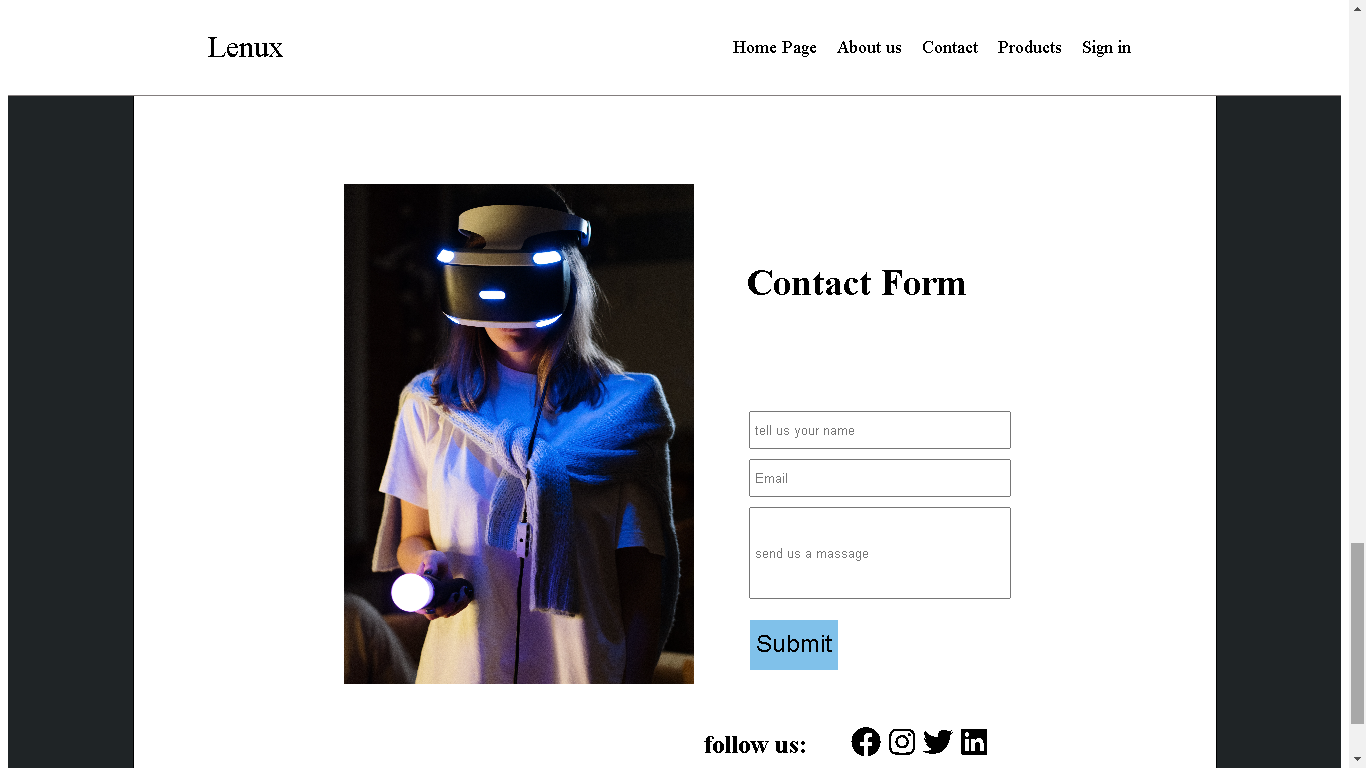 Lenux
Home Page About us Contact Products Sign in
Contact Form
tell us your name
Email
send us a massage
Submit
follow us: